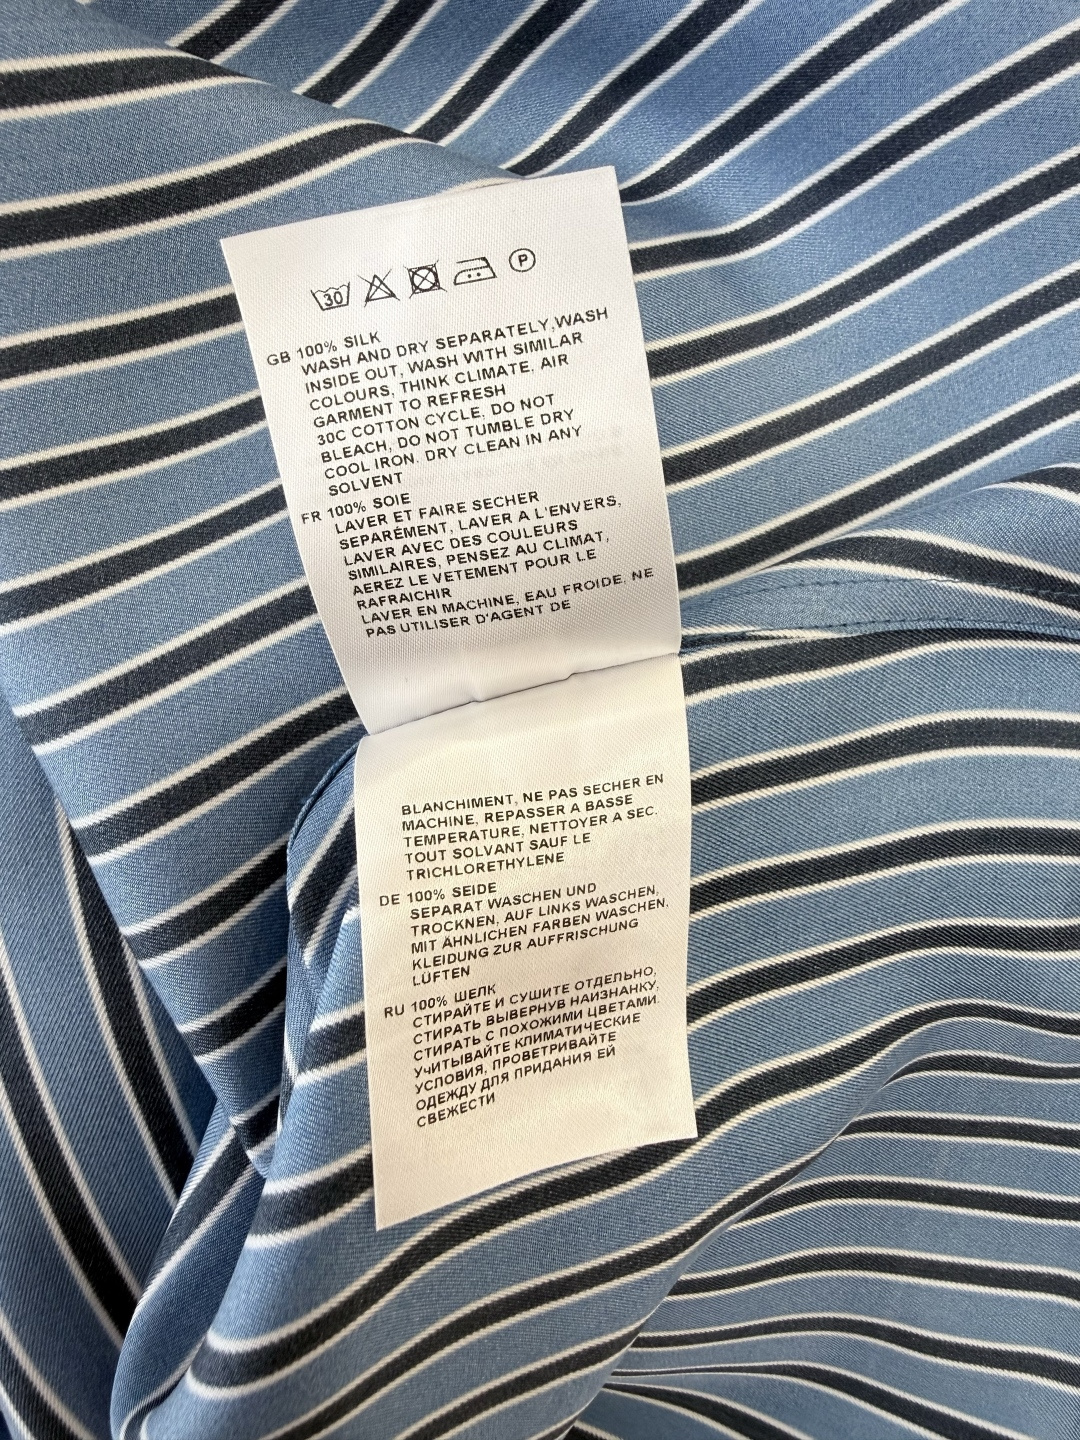 30 P
GB 100% SILK
WASH AND DRY SEPARATELY,WASH
INSIDE OUT, WASH WITH SIMILAR
COLOURS, THINK CLIMATE, AIR
GARMENT TO REFRESH
30C COTTON CYCLE, DO NOT
BLEACH, DO NOT TUMBLE DRY
COOL IRON. DRY CLEAN IN ANY
SOLVENT
FR 100% SOIE
LAVER ET FAIRE SECHER
SEPARÉMENT, LAVER A L'ENVERS,
LAVER AVEC DES COULEURS
SIMILAIRES, PENSEZ AU CLIMAT,
AEREZ LE VETEMENT POUR LE
RAFRAICHIR
LAVER EN MACHINE, EAU FROIDE. NE
PAS UTILISER D'AGENT DE
BLANCHIMENT, NE PAS SECHER EN
MACHINE, REPASSER A BASSE
TEMPERATURE, NETTOYER A SEC.
TOUT SOLVANT SAUF LE
TRICHLORETHYLENE
DE 100% SEIDE
SEPARAT WASCHEN UND
TROCKNEN, AUF LINKS WASCHEN,
MIT ÄHNLICHEN FARBEN WASCHEN,
KLEIDUNG ZUR AUFFRISCHUNG
LÜFTEN
RU 100% ШЕЛК
СТИРАЙТЕ И СУШИТЕ ОТДЕЛЬНО,
СТИРАТЬ ВЫВЕРНУВ НАИЗНАНКУ,
СТИРАТЬ С ПОХОЖИМИ ЦВЕТАМИ.
УчИТЫВАЙТЕ КЛИМАТИЧЕСКИЕ
УСЛОВИЯ, ПРОВЕТРИВАЙТЕ
ОДЕЖДУ ДЛЯ ПРИДАНИЯ ЕЙ
СВЕЖЕСТИ